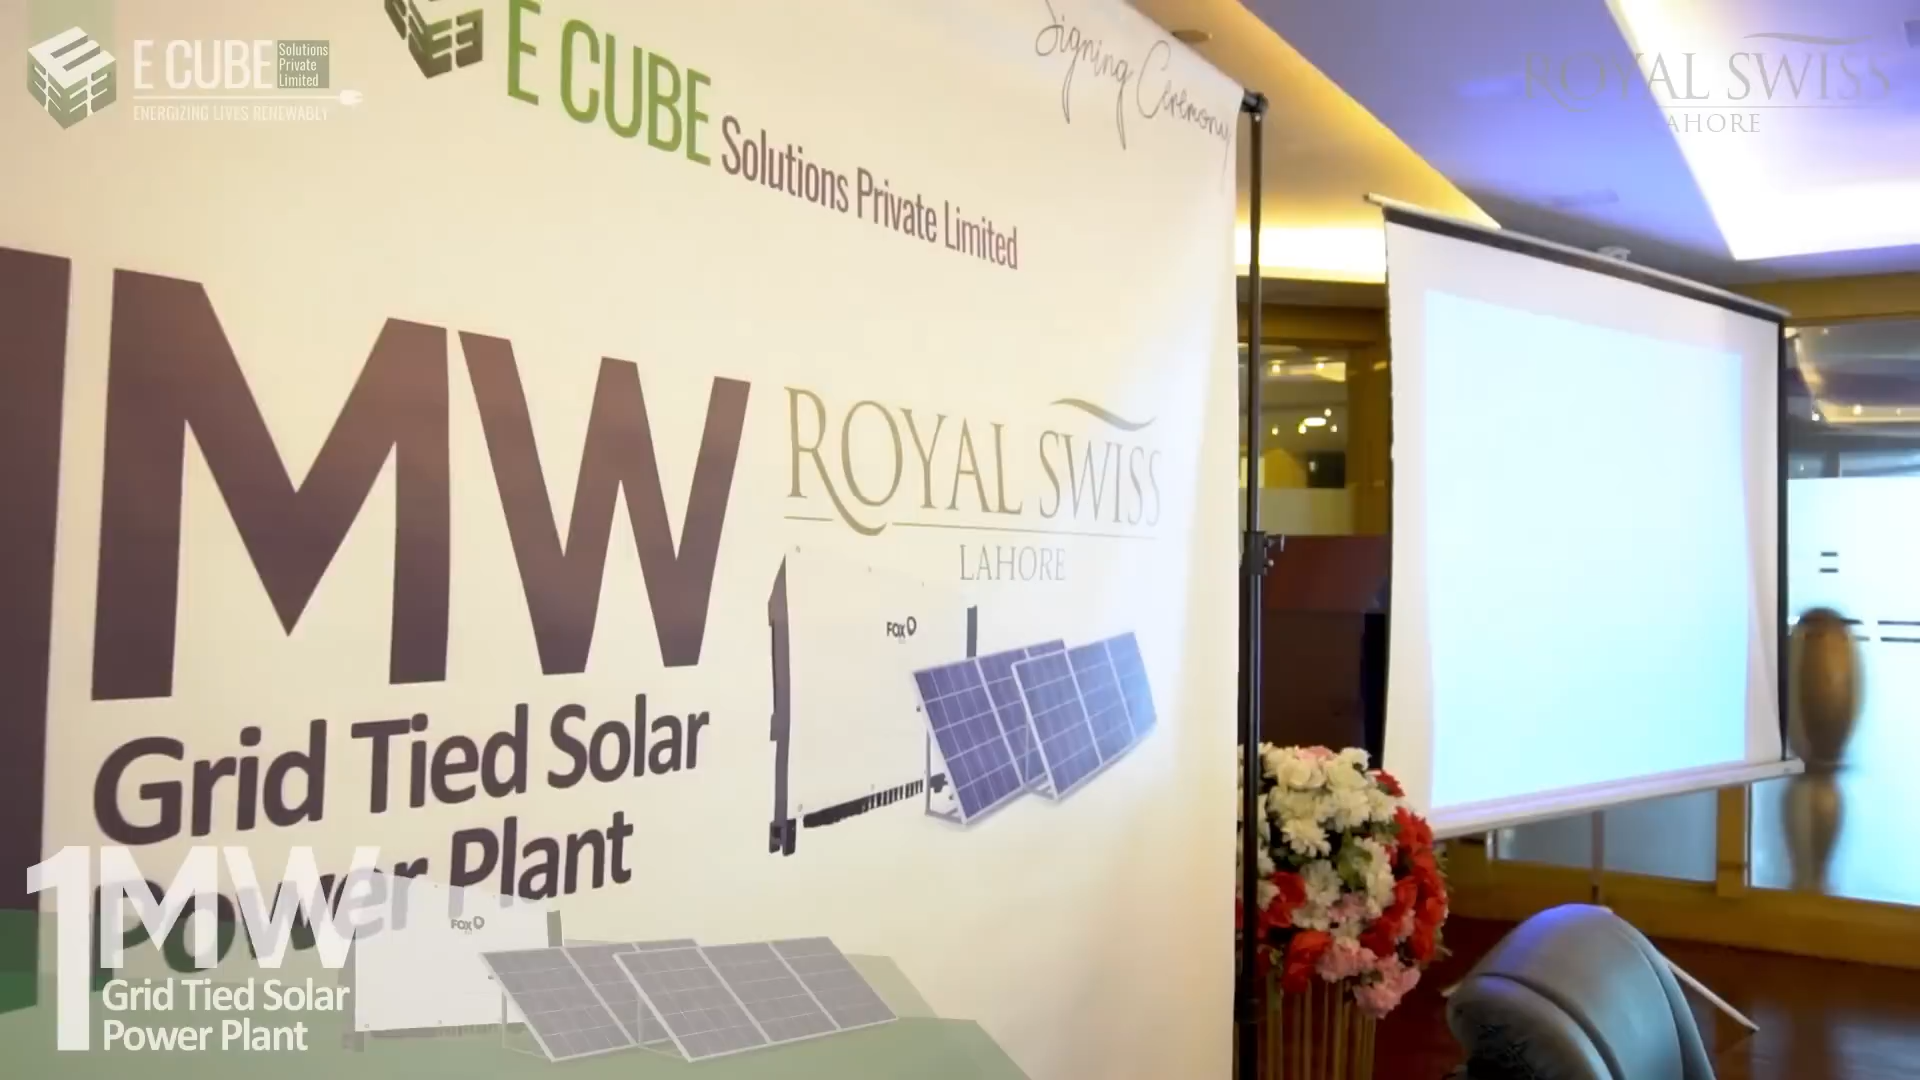 E CUBE Solutions Private Limited
ENERGIZING LIVES RENEWABLY
E CUBE Solutions Private Limited
Signing Ceremony
ROYAL SWISS
LAHORE
1MW
ROYAL SWISS
LAHORE
FOX
Grid Tied Solar
Power Plant
1MW
Grid Tied Solar
Power Plant
FOX